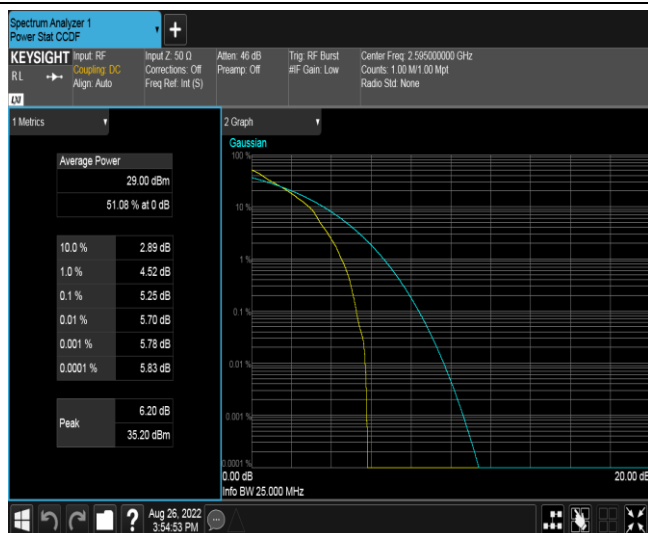 Spectrum Analyzer 1
Power Stat CCDF
+
KEYSIGHT
RL
LXI
Input: RF
Coupling: DC
Align: Auto
Input Z: 50 Ω
Corrections: Off
Freq Ref: Int (S)
Atten: 46 dB
Preamp: Off
Trig: RF Burst
#IF Gain: Low
Center Freq: 2.595000000 GHz
Counts: 1.00 M/1.00 Mpt
Radio Std: None
1 Metrics
Average Power
29.00 dBm
51.08 % at 0 dB
10.0 % 2.89 dB
1.0 % 4.52 dB
0.1 % 5.25 dB
0.01 % 5.70 dB
0.001 % 5.78 dB
0.0001 % 5.83 dB
Peak
6.20 dB
35.20 dBm
2 Graph
Gaussian
100 %
10 %
1 %
0.1 %
0.01 %
0.001 %
0.0001 %
0.00 dB 20.00 dB
Info BW 25.000 MHz
?
Aug 26, 2022
3:54:53 PM